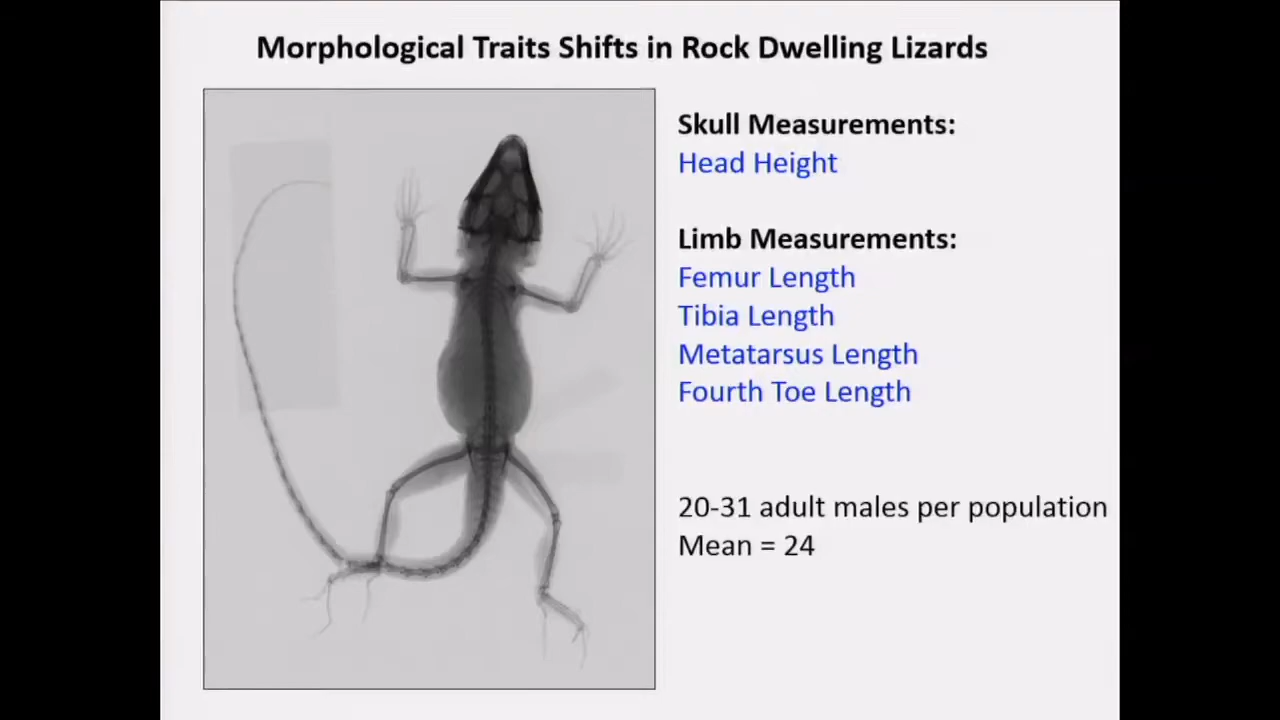 Morphological Traits Shifts in Rock Dwelling Lizards
Skull Measurements:
Head Height
Limb Measurements:
Femur Length
Tibia Length
Metatarsus Length
Fourth Toe Length
20-31 adult males per population
Mean = 24